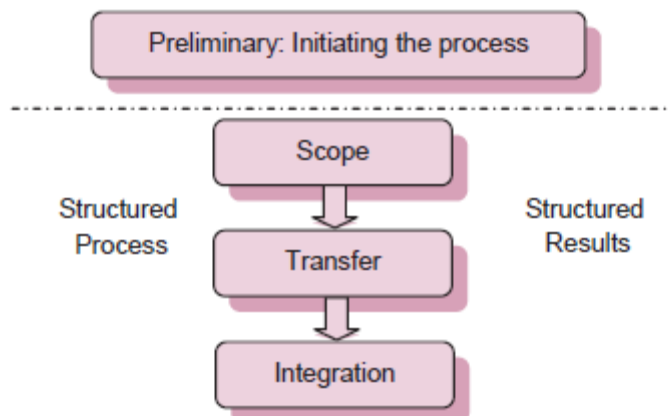 Preliminary: Initiating the process
Scope
Structured
Process
Structured
Results
Transfer
Integration